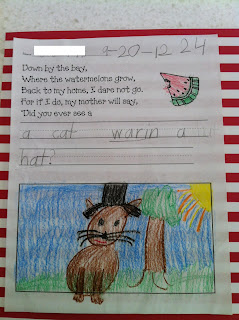 4-20-12 24
Down by the bay,
Where the watermelons grow,
Back to my home, I dare not go.
For if I do, my mother will say,
"Did you ever see a
a cat warin a
hat?